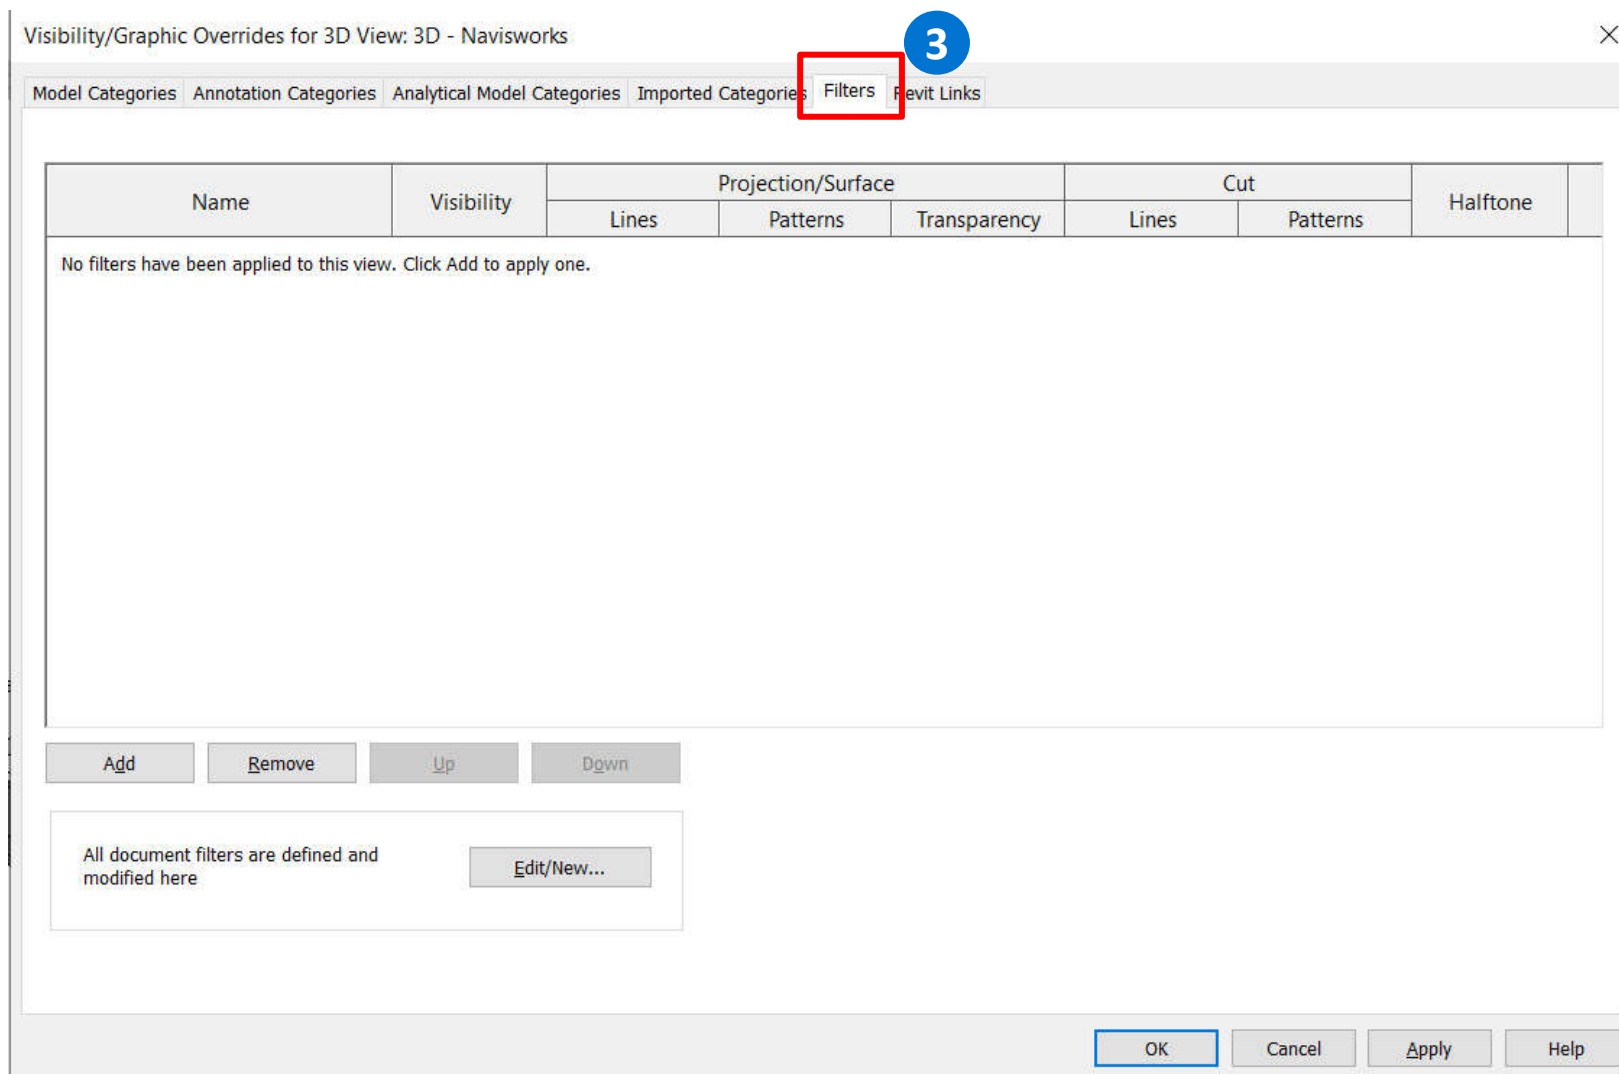 Visibility/Graphic Overrides for 3D View: 3D - Navisworks
3
Model Categories Annotation Categories Analytical Model Categories Imported Categories Filters Revit Links
Name Visibility Projection/Surface Cut Halftone
Lines Patterns Transparency Lines Patterns
No filters have been applied to this view. Click Add to apply one.
Add Remove Up Down
All document filters are defined and
modified here
Edit/New...
OK Cancel Apply Help